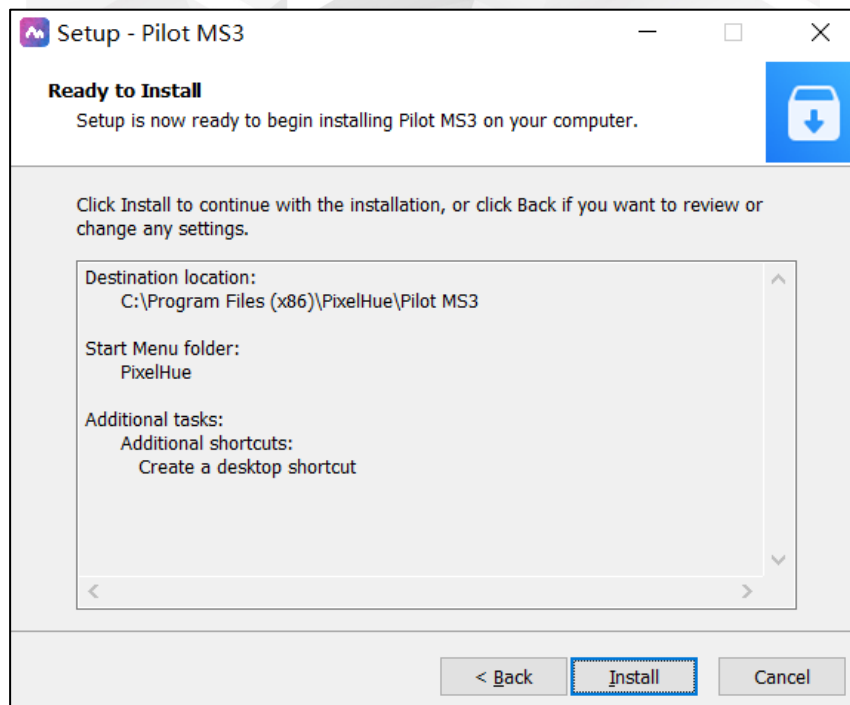 Setup - Pilot MS3
Ready to Install
Setup is now ready to begin installing Pilot MS3 on your computer.
Click Install to continue with the installation, or click Back if you want to review or
change any settings.
Destination location:
C:\Program Files (x86)\PixelHue\Pilot MS3
Start Menu folder:
PixelHue
Additional tasks:
Additional shortcuts:
Create a desktop shortcut
< Back
Install
Cancel